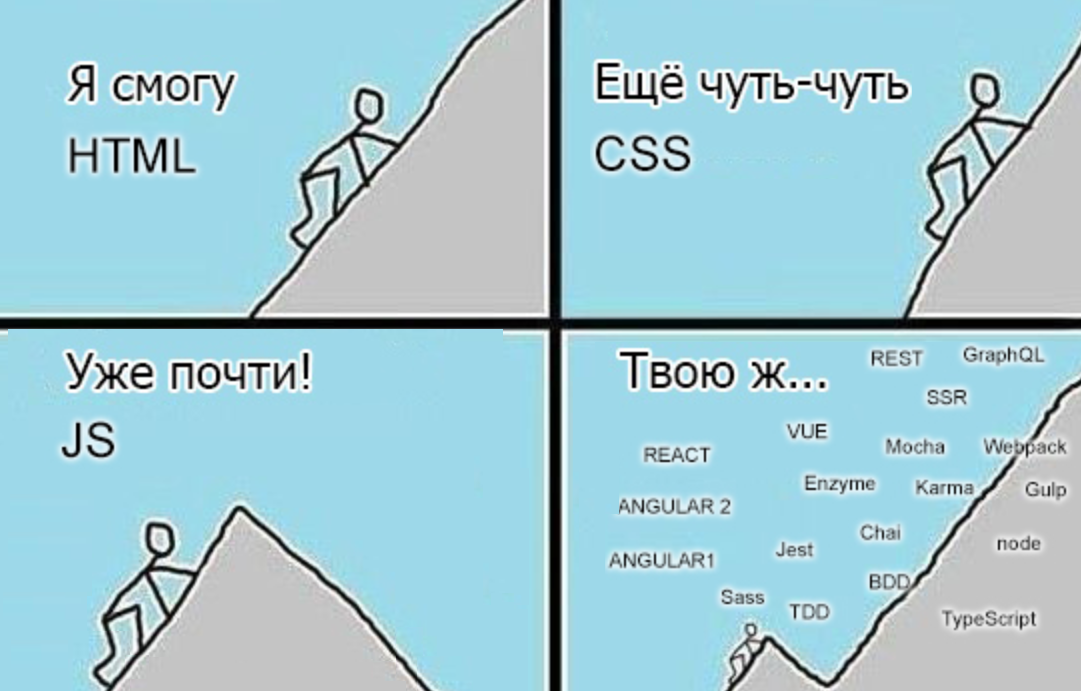 Я смогу
HTML
Ещё чуть-чуть
CSS
Уже почти!
JS
Твою ж...
REST
GraphQL
SSR
VUE
REACT
Mocha
Webpack
Enzyme
Karma
Gulp
ANGULAR 2
Chai
node
Jest
ANGULAR1
BDD
Sass
TDD
TypeScript